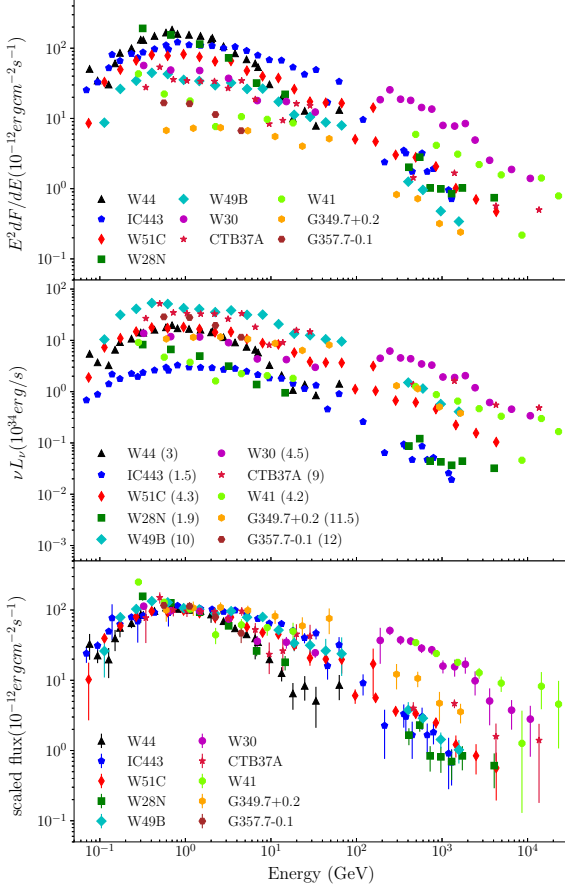 E²dF/dE(10⁻¹²ergcm⁻²s⁻¹)
10²
10¹
10⁰
10⁻¹
W44
IC443
W51C
W28N
W49B
W30
CTB37A
W41
G349.7+0.2
G357.7-0.1
νLν(10³⁴erg/s)
10²
10¹
10⁰
10⁻¹
10⁻²
10⁻³
W44 (3)
IC443 (1.5)
W51C (4.3)
W28N (1.9)
W49B (10)
W30 (4.5)
CTB37A (9)
W41 (4.2)
G349.7+0.2 (11.5)
G357.7-0.1 (12)
scaled flux(10⁻¹²ergcm⁻²s⁻¹)
10²
10¹
10⁰
10⁻¹
W44
IC443
W51C
W28N
W49B
W30
CTB37A
W41
G349.7+0.2
G357.7-0.1
10⁻¹ 10⁰ 10¹ 10² 10³ 10⁴
Energy (GeV)